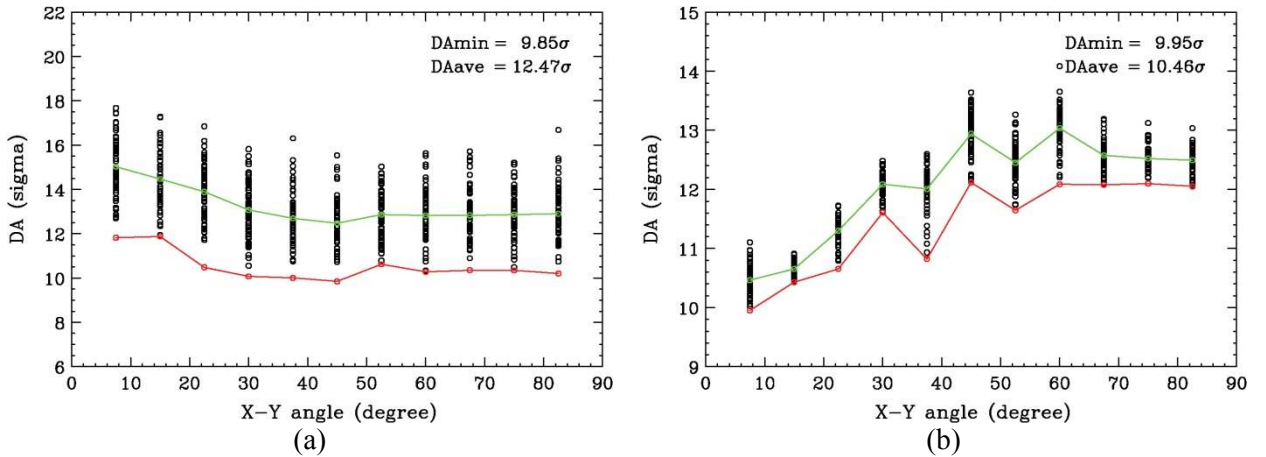 22
20
18
16
14
12
10
8
6
DA (sigma)
DAmin = 9.85σ
DAave = 12.47σ
0 10 20 30 40 50 60 70 80 90
X-Y angle (degree)
(a)
15
14
13
12
11
10
9
DA (sigma)
DAmin = 9.95σ
DAave = 10.46σ
0 10 20 30 40 50 60 70 80 90
X-Y angle (degree)
(b)